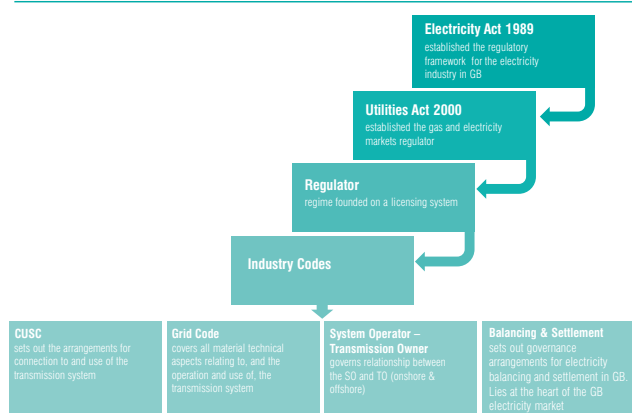 Electricity Act 1989
established the regulatory
framework for the electricity
industry in GB
Utilities Act 2000
established the gas and electricity
markets regulator
Regulator
regime founded on a licensing system
Industry Codes
CUSC
sets out the arrangements for
connection to and use of the
transmission system
Grid Code
covers all material technical
aspects relating to, and the
operation and use of, the
transmission system
System Operator –
Transmission Owner
governs relationship between
the SO and TO (onshore &
offshore)
Balancing & Settlement
sets out governance
arrangements for electricity
balancing and settlement in GB.
Lies at the heart of the GB
electricity market